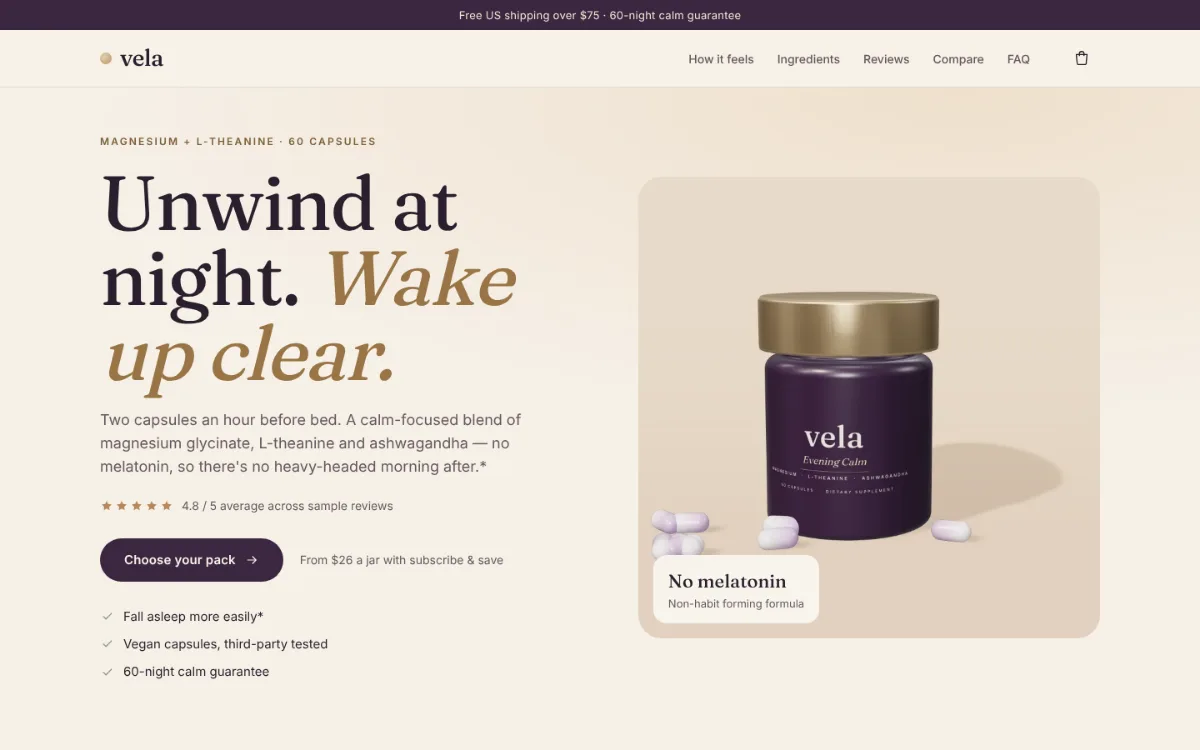 Free US shipping over $75 · 60-night calm guarantee
vela
How it feels
Ingredients
Reviews
Compare
FAQ
MAGNESIUM + L-THEANINE · 60 CAPSULES
Unwind at
night. Wake
up clear.
Two capsules an hour before bed. A calm-focused blend of
magnesium glycinate, L-theanine and ashwagandha — no
melatonin, so there's no heavy-headed morning after.*
4.8 / 5 average across sample reviews
Choose your pack →
From $26 a jar with subscribe & save
Fall asleep more easily*
Vegan capsules, third-party tested
60-night calm guarantee
vela
Evening Calm
MAGNESIUM · L-THEANINE · ASHWAGANDHA
60 CAPSULES DIETARY SUPPLEMENT
No melatonin
Non-habit forming formula